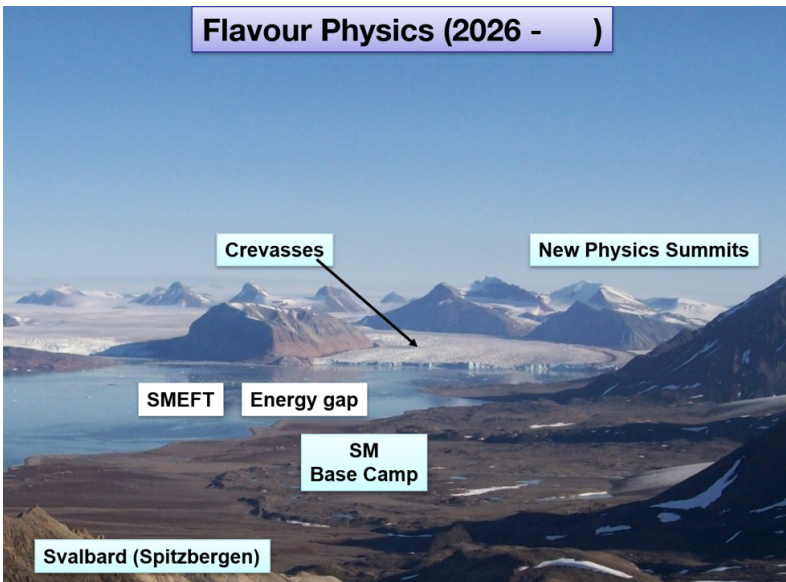 Flavour Physics (2026 -      )
Crevasses
New Physics Summits
SMEFT
Energy gap
SM
Base Camp
Svalbard (Spitzbergen)